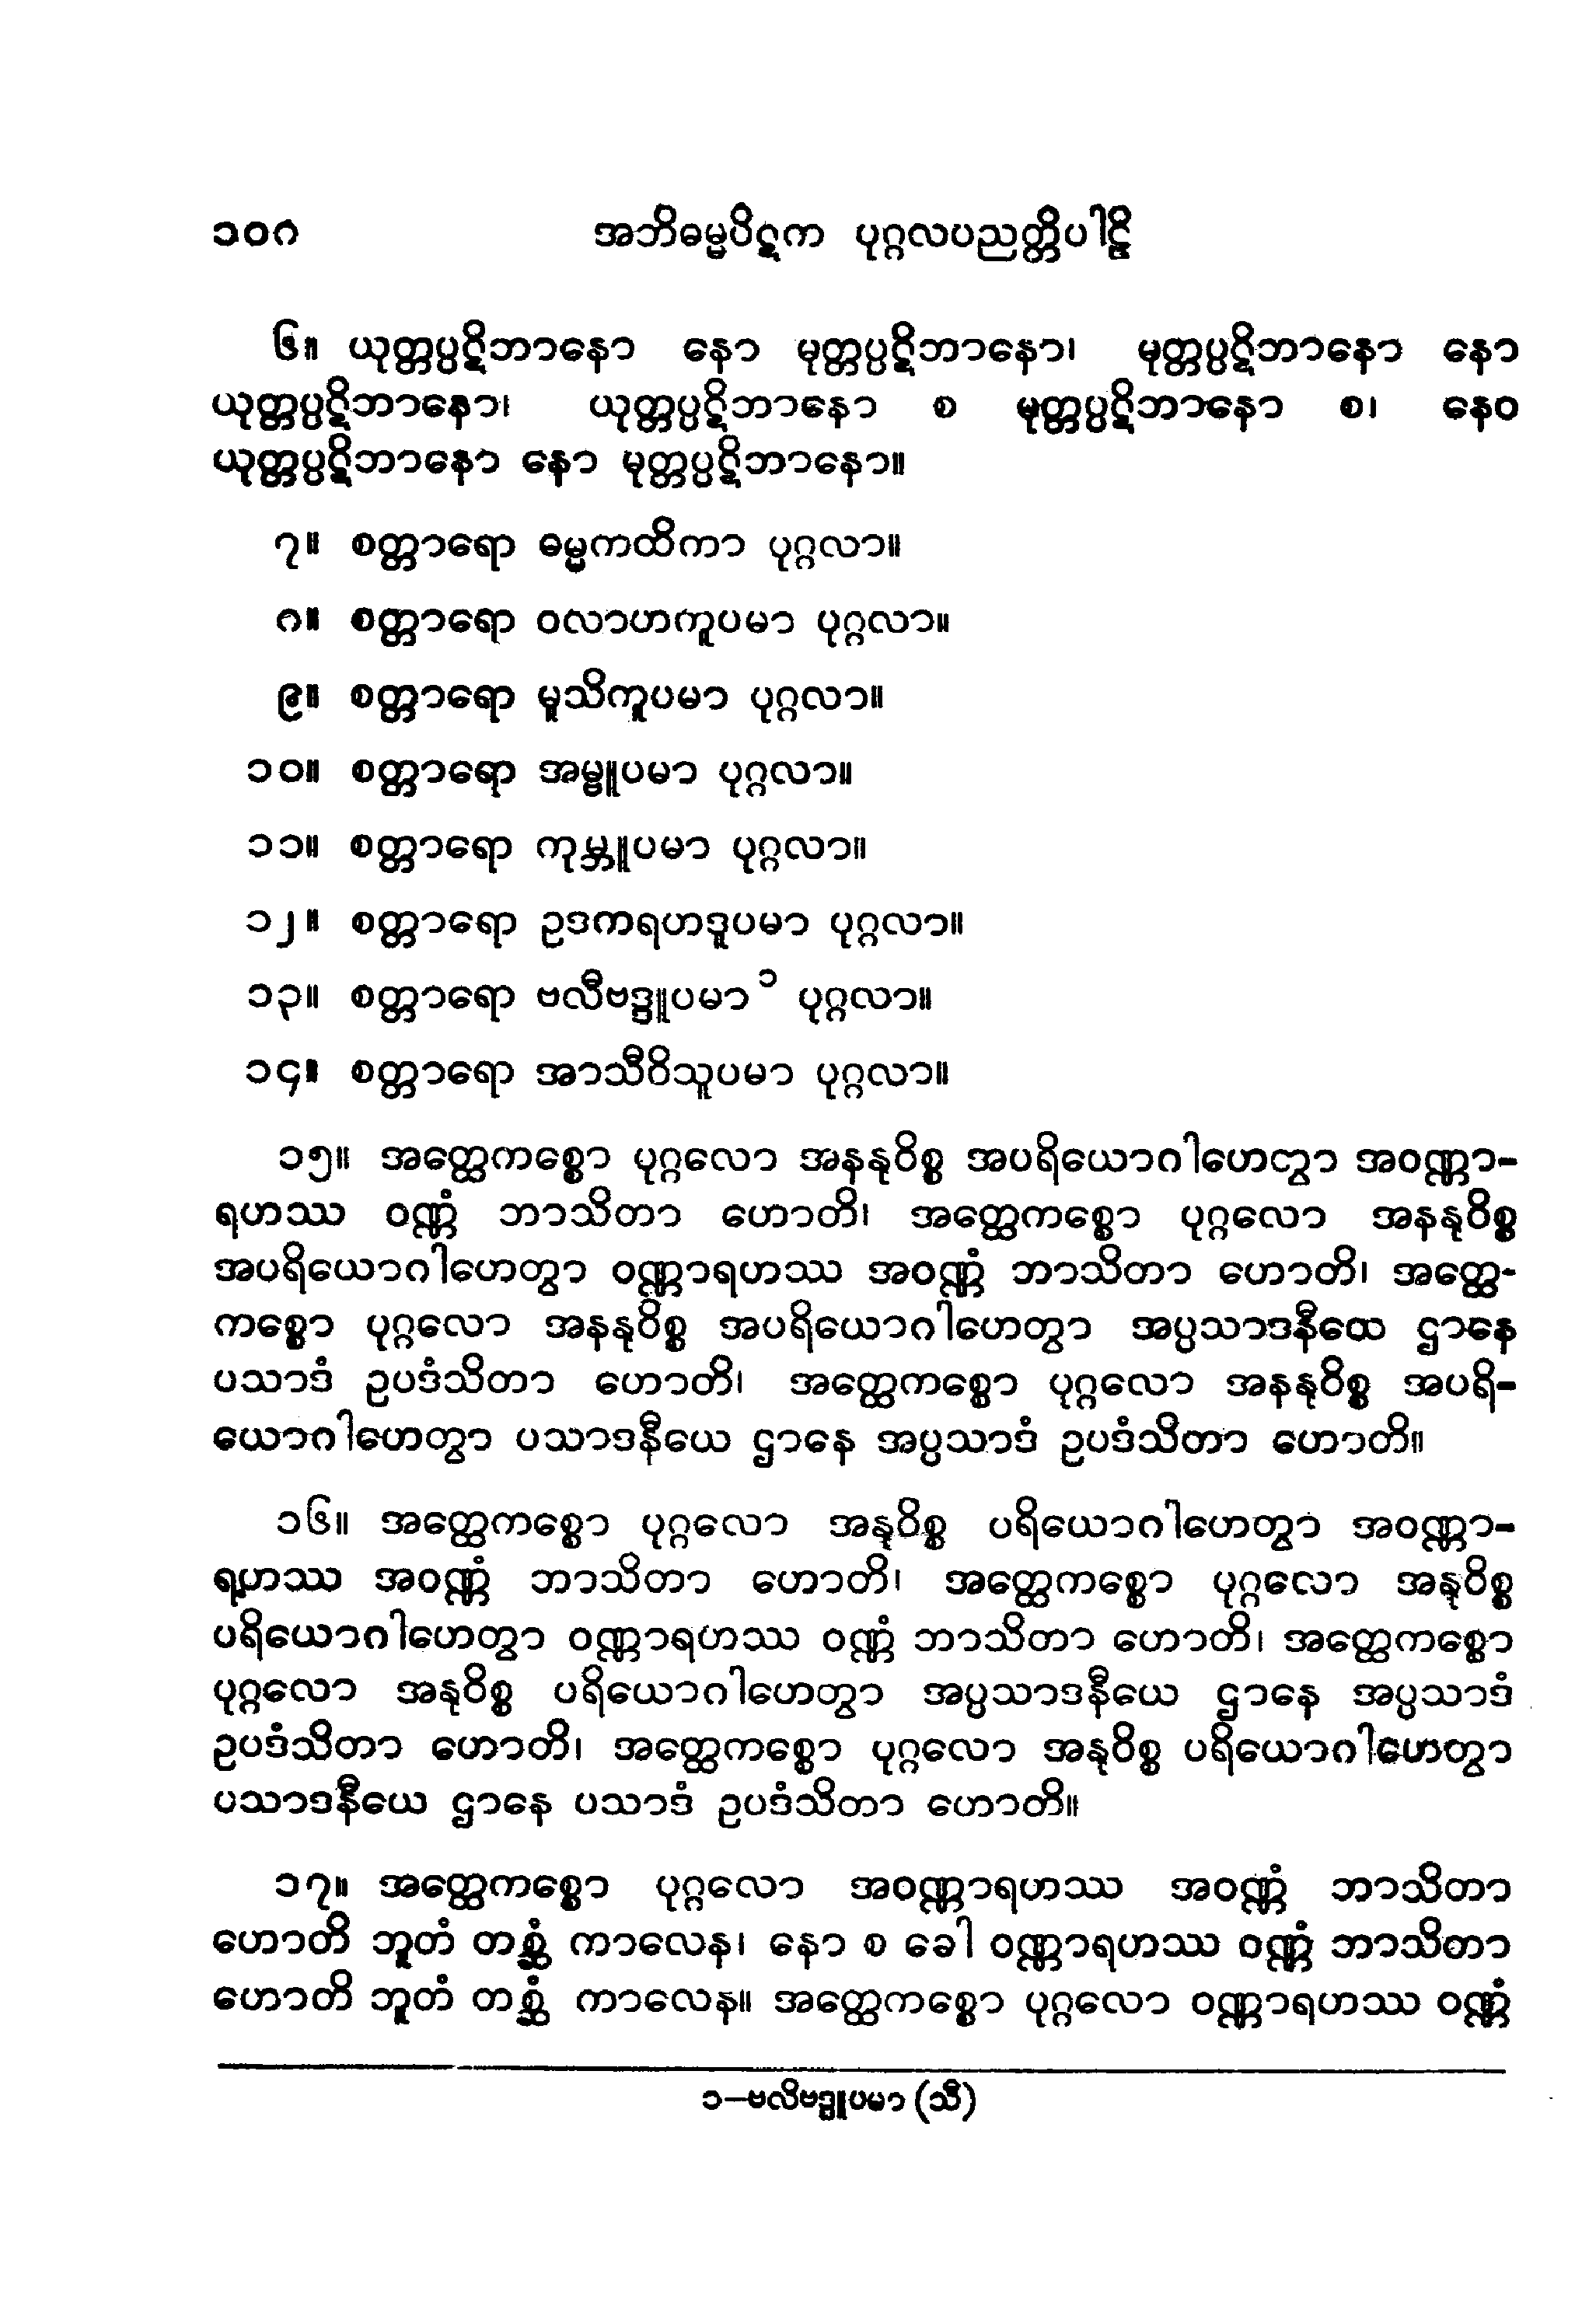 ၁၀၈ အဘိဓမ္မပိဋက ပုဂ္ဂလပညတ္တိပါဠိ
၆။ ယုတ္တပ္ပဋိဘာနော နော မုတ္တပ္ပဋိဘာနော၊ မုတ္တပ္ပဋိဘာနော နော
ယုတ္တပ္ပဋိဘာနော၊ ယုတ္တပ္ပဋိဘာနော စ မုတ္တပ္ပဋိဘာနော စ၊ နေဝ
ယုတ္တပ္ပဋိဘာနော နော မုတ္တပ္ပဋိဘာနော။
၇။ စတ္တာရော ဓမ္မကထိကာ ပုဂ္ဂလာ။
၈။ စတ္တာရော ဝလာဟကူပမာ ပုဂ္ဂလာ။
၉။ စတ္တာရော မူသိကူပမာ ပုဂ္ဂလာ။
၁၀။ စတ္တာရော အမ္ဗူပမာ ပုဂ္ဂလာ။
၁၁။ စတ္တာရော ကုမ္ဘူပမာ ပုဂ္ဂလာ။
၁၂။ စတ္တာရော ဥဒကရဟဒူပမာ ပုဂ္ဂလာ။
၁၃။ စတ္တာရော ဗလီဗဒ္ဒူပမာ ၁ ပုဂ္ဂလာ။
၁၄။ စတ္တာရော အာသီဝိသူပမာ ပုဂ္ဂလာ။
၁၅။ အတ္ထေကစ္စော ပုဂ္ဂလော အနနုဝိစ္စ အပရိယောဂါဟေတွာ အဝဏ္ဏာ-
ရဟဿ ဝဏ္ဏံ ဘာသိတာ ဟောတိ၊ အတ္ထေကစ္စော ပုဂ္ဂလော အနနုဝိစ္စ
အပရိယောဂါဟေတွာ ဝဏ္ဏာရဟဿ အဝဏ္ဏံ ဘာသိတာ ဟောတိ၊ အတ္ထေ-
ကစ္စော ပုဂ္ဂလော အနနုဝိစ္စ အပရိယောဂါဟေတွာ အပ္ပသာဒနီယေ ဌာနေ
ပသာဒံ ဥပဒံသိတာ ဟောတိ၊ အတ္ထေကစ္စော ပုဂ္ဂလော အနနုဝိစ္စ အပရိ-
ယောဂါဟေတွာ ပသာဒနီယေ ဌာနေ အပ္ပသာဒံ ဥပဒံသိတာ ဟောတိ။
၁၆။ အတ္ထေကစ္စော ပုဂ္ဂလော အနုဝိစ္စ ပရိယောဂါဟေတွာ အဝဏ္ဏာ-
ရဟဿ အဝဏ္ဏံ ဘာသိတာ ဟောတိ၊ အတ္ထေကစ္စော ပုဂ္ဂလော အနုဝိစ္စ
ပရိယောဂါဟေတွာ ဝဏ္ဏာရဟဿ ဝဏ္ဏံ ဘာသိတာ ဟောတိ၊ အတ္ထေကစ္စော
ပုဂ္ဂလော အနုဝိစ္စ ပရိယောဂါဟေတွာ အပ္ပသာဒနီယေ ဌာနေ အပ္ပသာဒံ
ဥပဒံသိတာ ဟောတိ၊ အတ္ထေကစ္စော ပုဂ္ဂလော အနုဝိစ္စ ပရိယောဂါဟေတွာ
ပသာဒနီယေ ဌာနေ ပသာဒံ ဥပဒံသိတာ ဟောတိ။
၁၇။ အတ္ထေကစ္စော ပုဂ္ဂလော အဝဏ္ဏာရဟဿ အဝဏ္ဏံ ဘာသိတာ
ဟောတိ ဘူတံ တစ္ဆံ ကာလေန၊ နော စ ခေါ ဝဏ္ဏာရဟဿ ဝဏ္ဏံ ဘာသိတာ
ဟောတိ ဘူတံ တစ္ဆံ ကာလေန။ အတ္ထေကစ္စော ပုဂ္ဂလော ဝဏ္ဏာရဟဿ ဝဏ္ဏံ
၁–ဗလိဗဒ္ဒူပမာ (သီ)